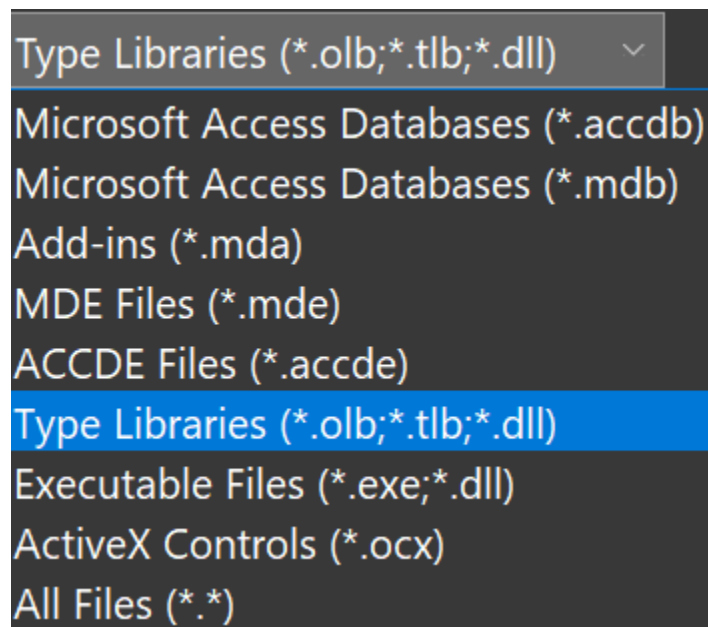 Type Libraries (*.olb;*.tlb;*.dll)
Microsoft Access Databases (*.accdb)
Microsoft Access Databases (*.mdb)
Add-ins (*.mda)
MDE Files (*.mde)
ACCDE Files (*.accde)
Type Libraries (*.olb;*.tlb;*.dll)
Executable Files (*.exe;*.dll)
ActiveX Controls (*.ocx)
All Files (*.*)